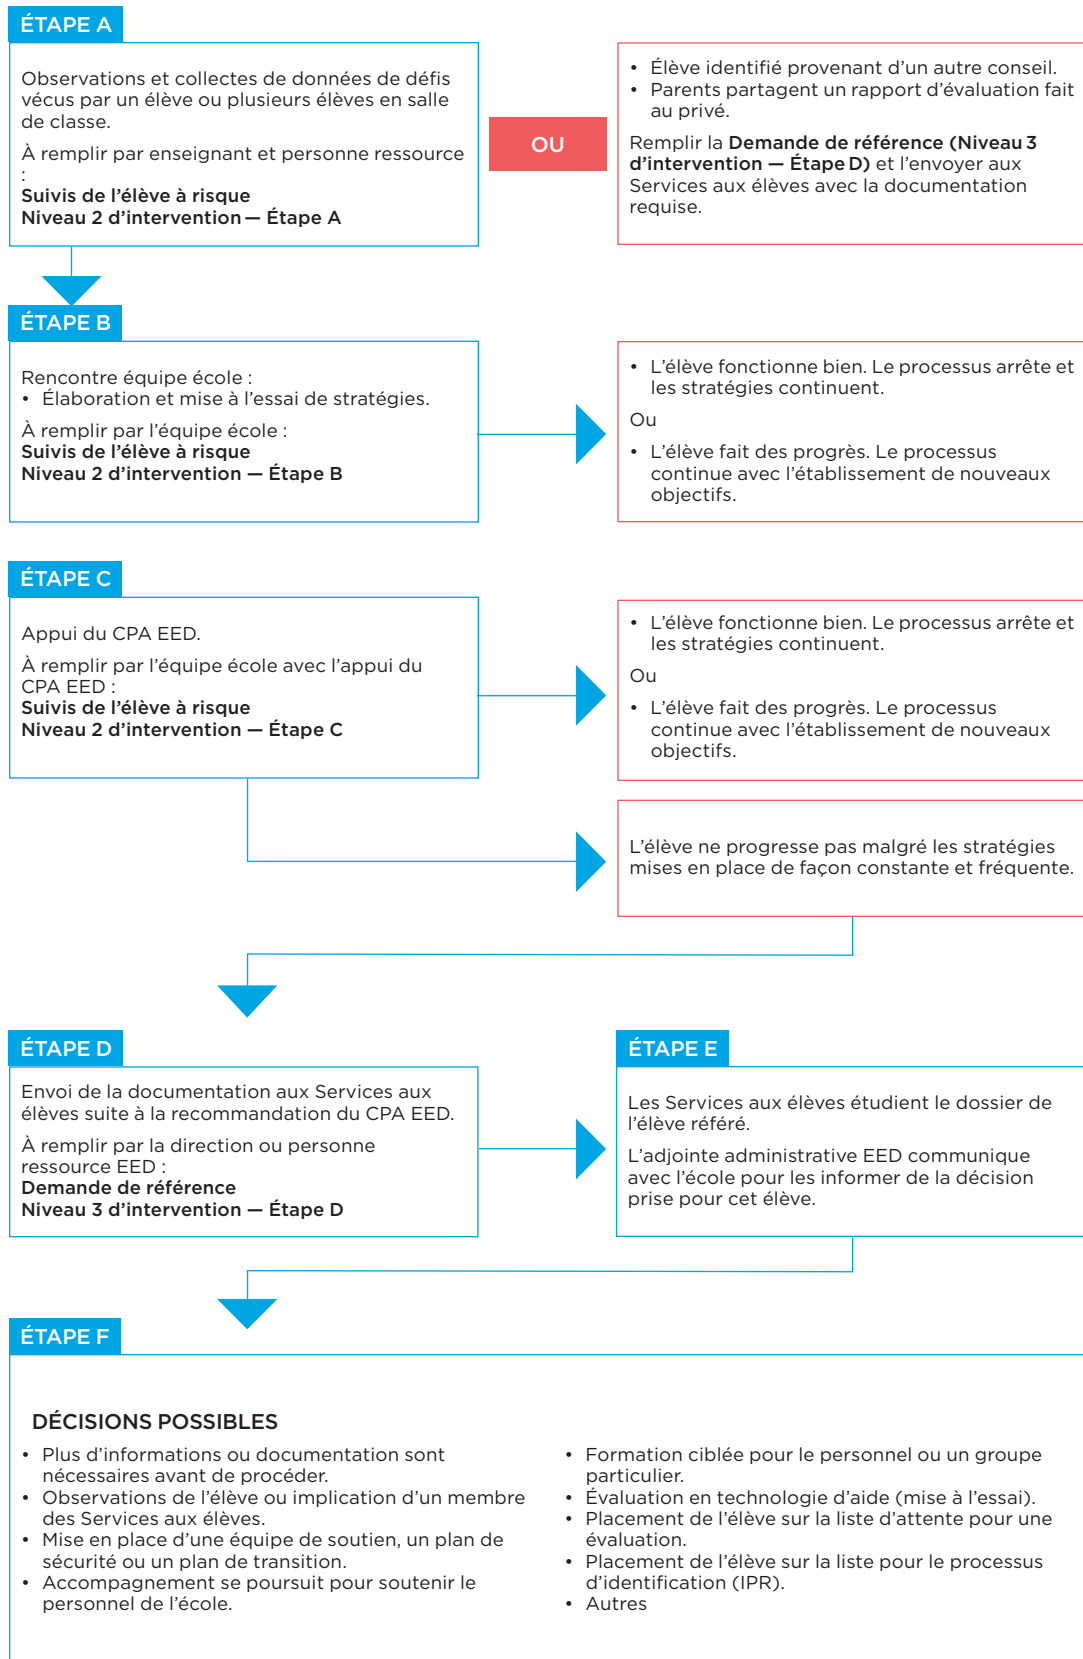 ÉTAPE A
Observations et collectes de données de défis
vécus par un élève ou plusieurs élèves en salle
de classe.
À remplir par enseignant et personne ressource
:
Suivis de l’élève à risque
Niveau 2 d’intervention — Étape A
OU
• Élève identifié provenant d’un autre conseil.
• Parents partagent un rapport d’évaluation fait
au privé.
Remplir la Demande de référence (Niveau 3
d’intervention — Étape D) et l’envoyer aux
Services aux élèves avec la documentation
requise.
ÉTAPE B
Rencontre équipe école :
• Élaboration et mise à l’essai de stratégies.
À remplir par l’équipe école :
Suivis de l’élève à risque
Niveau 2 d’intervention — Étape B
• L’élève fonctionne bien. Le processus arrête et
les stratégies continuent.
Ou
• L’élève fait des progrès. Le processus
continue avec l’établissement de nouveaux
objectifs.
ÉTAPE C
Appui du CPA EED.
À remplir par l’équipe école avec l’appui du
CPA EED :
Suivis de l’élève à risque
Niveau 2 d’intervention — Étape C
• L’élève fonctionne bien. Le processus arrête et
les stratégies continuent.
Ou
• L’élève fait des progrès. Le processus
continue avec l’établissement de nouveaux
objectifs.
L’élève ne progresse pas malgré les stratégies
mises en place de façon constante et fréquente.
ÉTAPE D
Envoi de la documentation aux Services aux
élèves suite à la recommandation du CPA EED.
À remplir par la direction ou personne
ressource EED :
Demande de référence
Niveau 3 d’intervention — Étape D
ÉTAPE E
Les Services aux élèves étudient le dossier de
l’élève référé.
L’adjointe administrative EED communique
avec l’école pour les informer de la décision
prise pour cet élève.
ÉTAPE F
DÉCISIONS POSSIBLES
• Plus d’informations ou documentation sont
nécessaires avant de procéder.
• Observations de l’élève ou implication d’un membre
des Services aux élèves.
• Mise en place d’une équipe de soutien, un plan de
sécurité ou un plan de transition.
• Accompagnement se poursuit pour soutenir le
personnel de l’école.
• Formation ciblée pour le personnel ou un groupe
particulier.
• Évaluation en technologie d’aide (mise à l’essai).
• Placement de l’élève sur la liste d’attente pour une
évaluation.
• Placement de l’élève sur la liste pour le processus
d’identification (IPR).
• Autres